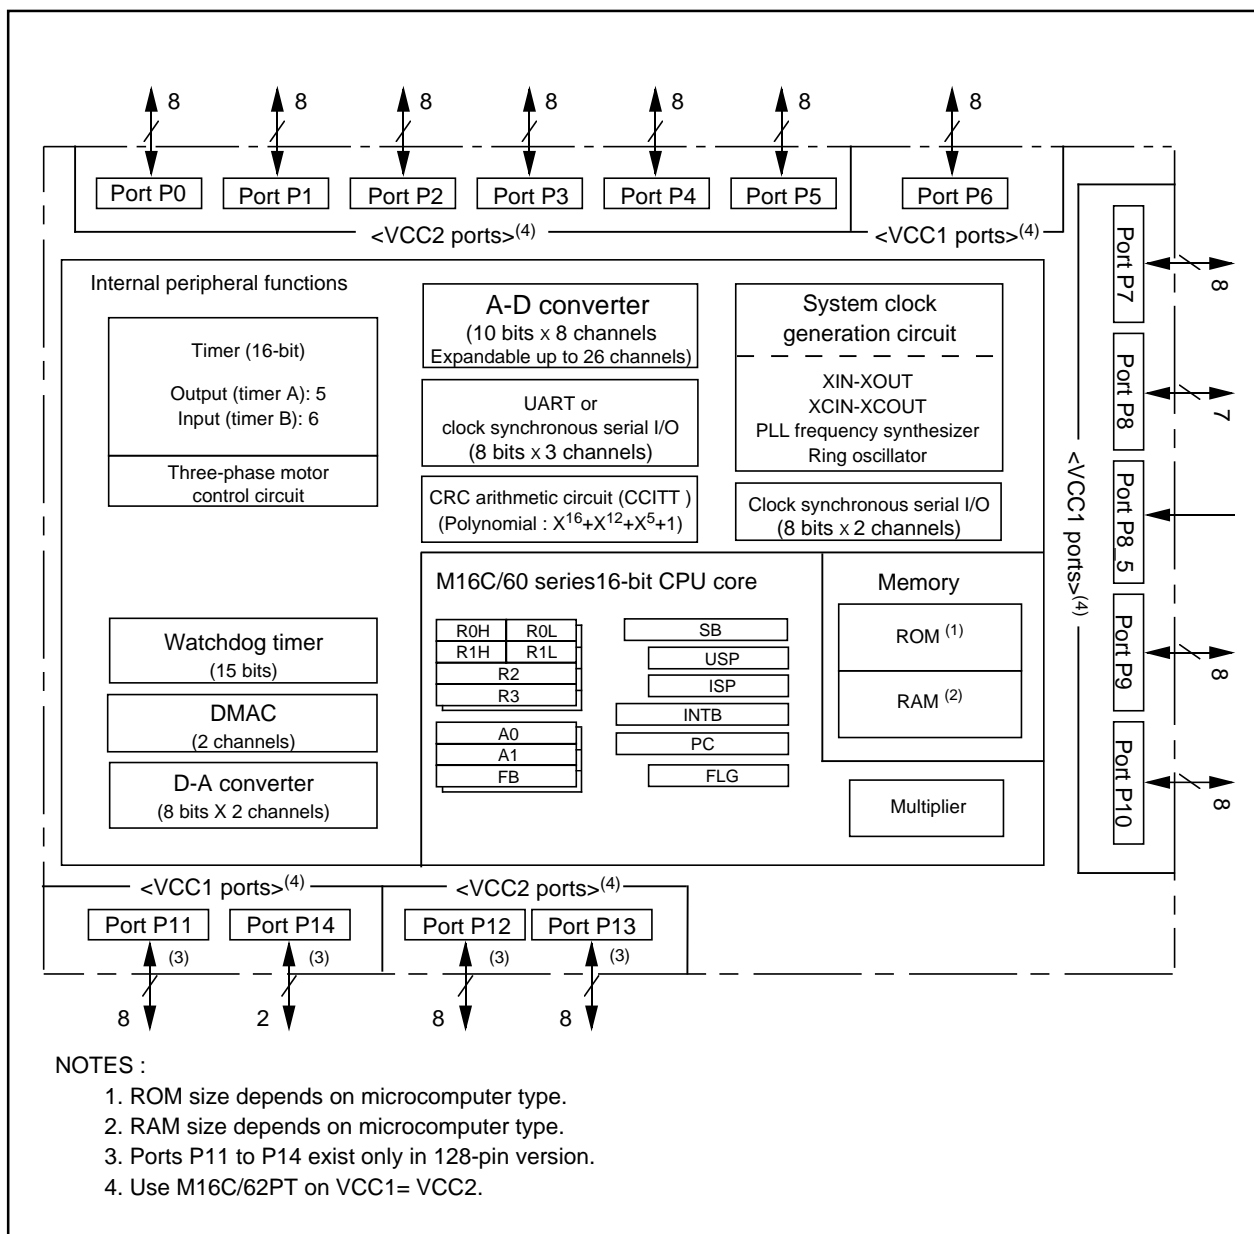 8 8 8 8 8 8 8
Port P0 Port P1 Port P2 Port P3 Port P4 Port P5 Port P6
<VCC2 ports>(4) <VCC1 ports>(4)
Port P7
8
Port P8
7
Port P8_5
Port P9
8
Port P10
8
<VCC1 ports>(4)
Internal peripheral functions
Timer (16-bit)
Output (timer A): 5
Input (timer B): 6
Three-phase motor
control circuit
A-D converter
(10 bits x 8 channels
Expandable up to 26 channels)
UART or
clock synchronous serial I/O
(8 bits x 3 channels)
CRC arithmetic circuit (CCITT )
(Polynomial : X16+X12+X5+1)
System clock
generation circuit
XIN-XOUT
XCIN-XCOUT
PLL frequency synthesizer
Ring oscillator
Clock synchronous serial I/O
(8 bits x 2 channels)
Watchdog timer
(15 bits)
DMAC
(2 channels)
D-A converter
(8 bits X 2 channels)
M16C/60 series16-bit CPU core
R0H R0L
R1H R1L
R2
R3
A0
A1
FB
SB
USP
ISP
INTB
PC
FLG
Memory
ROM (1)
RAM (2)
Multiplier
<VCC1 ports>(4) <VCC2 ports>(4)
Port P11 Port P14 Port P12 Port P13
(3) (3) (3) (3)
8 2 8 8
NOTES :
1. ROM size depends on microcomputer type.
2. RAM size depends on microcomputer type.
3. Ports P11 to P14 exist only in 128-pin version.
4. Use M16C/62PT on VCC1= VCC2.